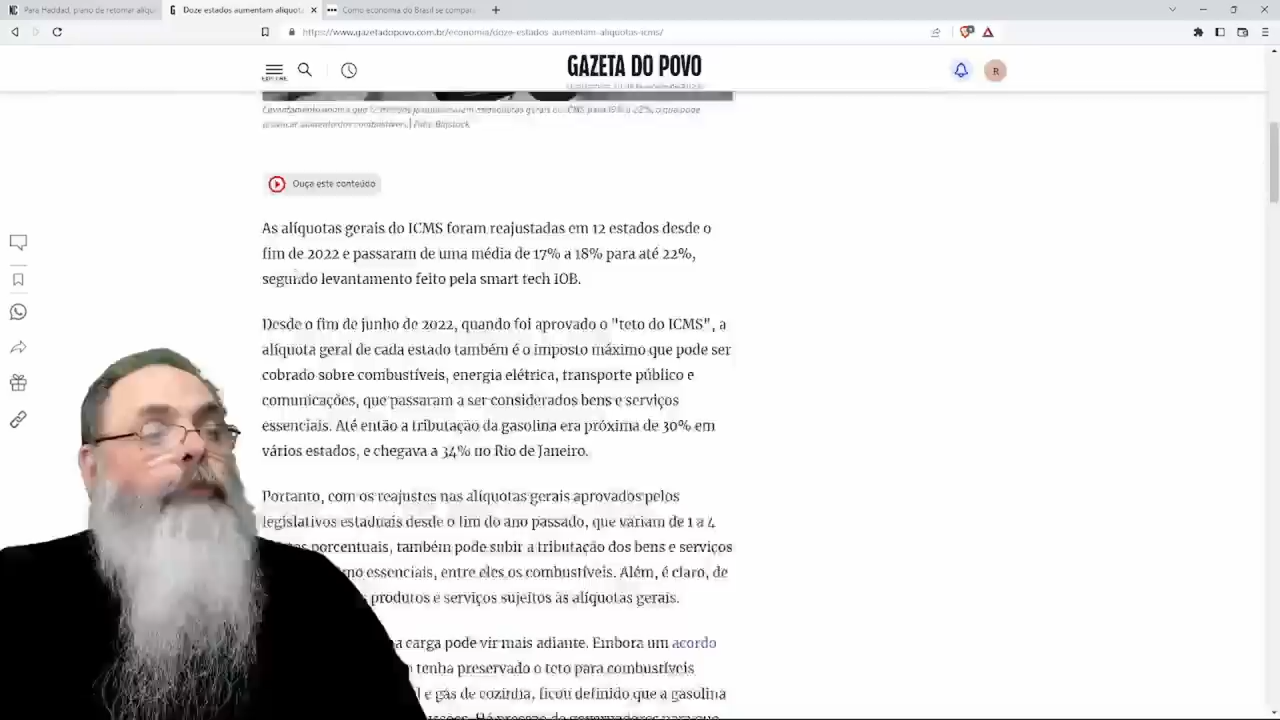 Para Haddad, plano de retomar aliqu
Doze estados aumentam alíquota
Como economia do Brasil se compar
https://www.gazetadopovo.com.br/economia/doze-estados-aumentam-aliquotas-icms/
GAZETA DO POVO
R
Ouça este conteúdo
As alíquotas gerais do ICMS foram reajustadas em 12 estados desde o
fim de 2022 e passaram de uma média de 17% a 18% para até 22%,
segundo levantamento feito pela smart tech IOB.
Desde o fim de junho de 2022, quando foi aprovado o "teto do ICMS", a
alíquota geral de cada estado também é o imposto máximo que pode ser
cobrado sobre combustíveis, energia elétrica, transporte público e
comunicações, que passaram a ser considerados bens e serviços
essenciais. Até então a tributação da gasolina era próxima de 30% em
vários estados, e chegava a 34% no Rio de Janeiro.
Portanto, com os reajustes nas alíquotas gerais aprovados pelos
legislativos estaduais desde o fim do ano passado, que variam de 1 a 4
porcentuais, também pode subir a tributação dos bens e serviços
essenciais, entre eles os combustíveis. Além, é claro, de
produtos e serviços sujeitos às alíquotas gerais.
carga pode vir mais adiante. Embora um acordo
tenha preservado o teto para combustíveis
e gás de cozinha, ficou definido que a gasolina